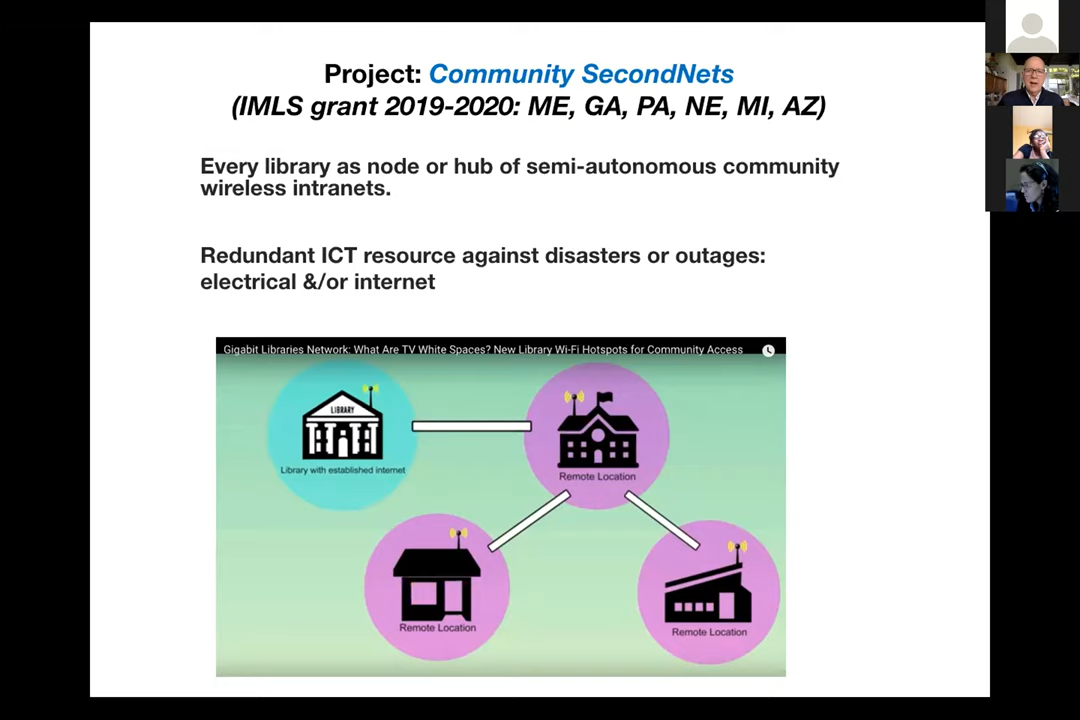 Project: Community SecondNets
(IMLS grant 2019-2020: ME, GA, PA, NE, MI, AZ)
Every library as node or hub of semi-autonomous community
wireless intranets.
Redundant ICT resource against disasters or outages:
electrical &/or internet
Gigabit Libraries Network: What Are TV White Spaces? New Library Wi-Fi Hotspots for Community Access
LIBRARY
Library with established internet
Remote Location
Remote Location
Remote Location